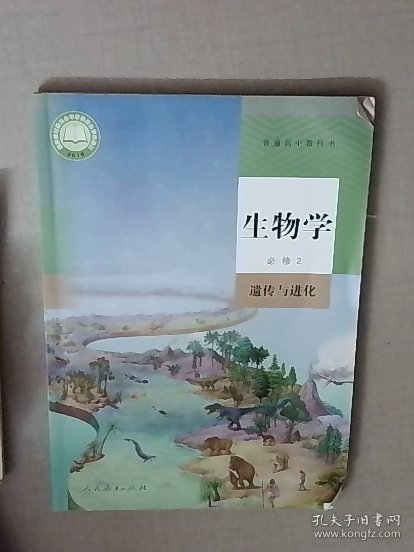 普通高中教科书
生物学
必修2
遗传与进化
2019
人民教育出版社
孔夫子旧书网
www.kongfz.com